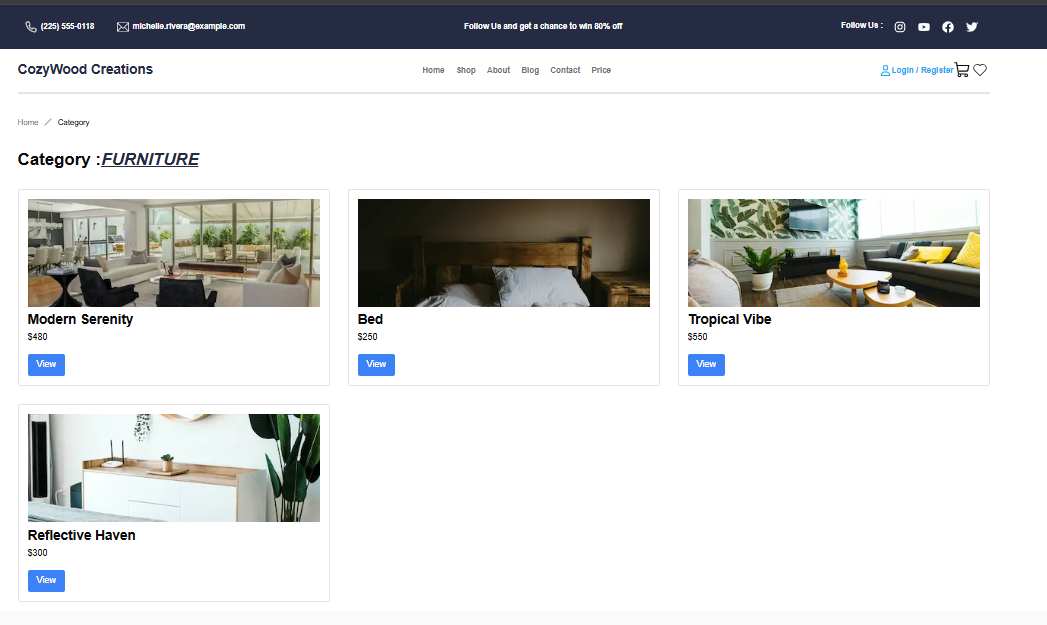 (225) 555-0118 michelle.rivera@example.com Follow Us and get a chance to win 80% off Follow Us :
CozyWood Creations Home Shop About Blog Contact Price Login / Register
Home / Category
Category :FURNITURE
Modern Serenity
$480
View
Bed
$250
View
Tropical Vibe
$550
View
Reflective Haven
$300
View